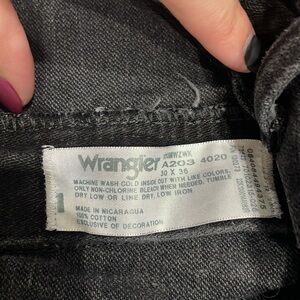 Wrangler
A203 4020
30 X 36
MACHINE WASH COLD INSIDE OUT WITH LIKE COLORS,
ONLY NON-CHLORINE BLEACH WHEN NEEDED, TUMBLE
DRY LOW OR LINE DRY, LOW IRON
1
MADE IN NICARAGUA
100% COTTON
EXCLUSIVE OF DECORATION